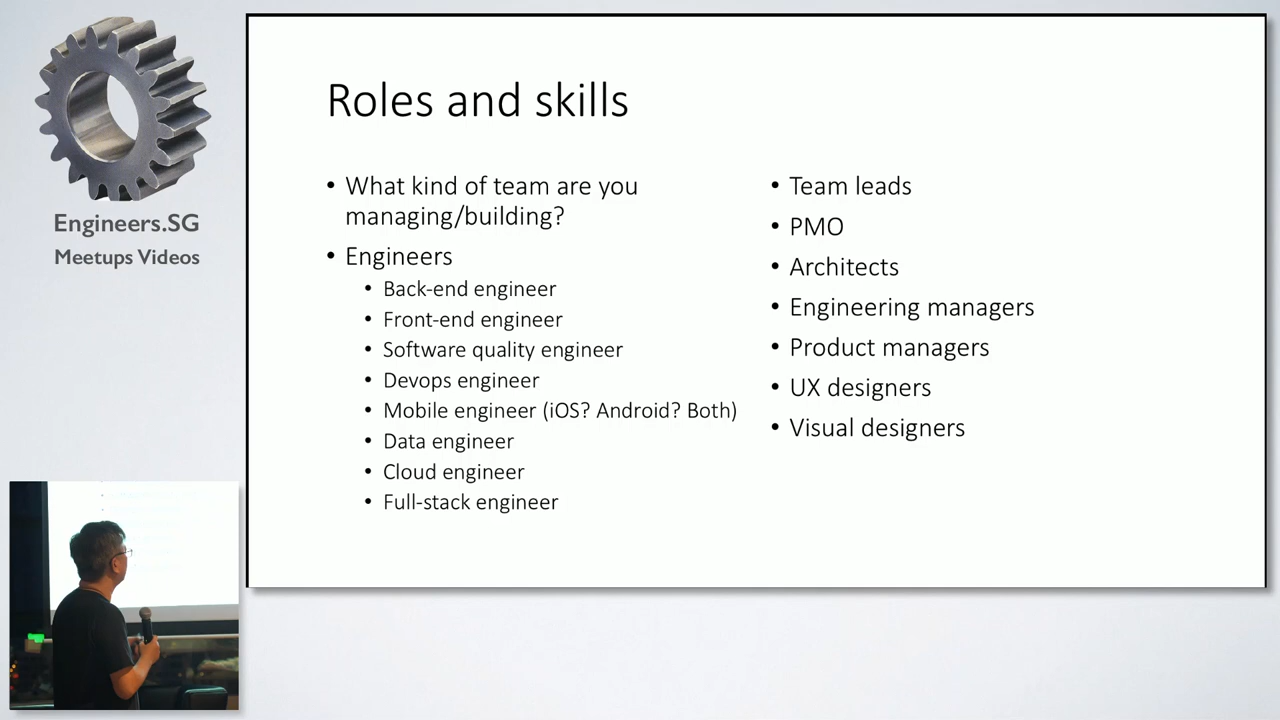 Engineers.SG
Meetups Videos
Roles and skills
• What kind of team are you
managing/building?
• Engineers
• Back-end engineer
• Front-end engineer
• Software quality engineer
• Devops engineer
• Mobile engineer (iOS? Android? Both)
• Data engineer
• Cloud engineer
• Full-stack engineer
• Team leads
• PMO
• Architects
• Engineering managers
• Product managers
• UX designers
• Visual designers